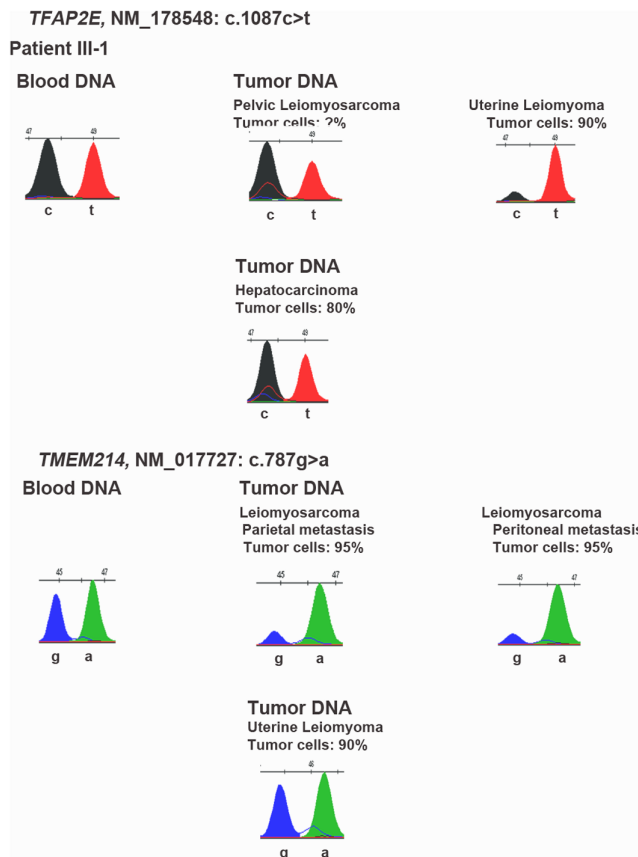 TFAP2E, NM_178548: c.1087c>t
Patient III-1
Blood DNA
Tumor DNA
Pelvic Leiomyosarcoma
Tumor cells: ?%
Uterine Leiomyoma
Tumor cells: 90%
47 49
49
47 49
c t
c t
c t
Tumor DNA
Hepatocarcinoma
Tumor cells: 80%
47 49
c t
TMEM214, NM_017727: c.787g>a
Blood DNA
Tumor DNA
Leiomyosarcoma
Parietal metastasis
Tumor cells: 95%
Leiomyosarcoma
Peritoneal metastasis
Tumor cells: 95%
45 47
45 47
45 47
g a
g a
g a
Tumor DNA
Uterine Leiomyoma
Tumor cells: 90%
46
g a